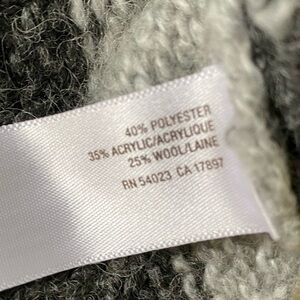 40% POLYESTER
35% ACRYLIC/ACRYLIQUE
25% WOOL/LAINE
RN 54023 CA 17897